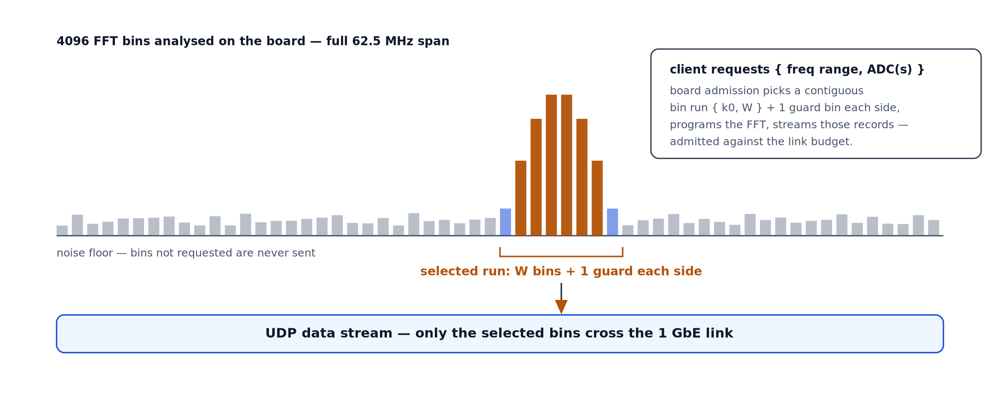 4096 FFT bins analysed on the board — full 62.5 MHz span
client requests { freq range, ADC(s) }
board admission picks a contiguous
bin run { k0, W } + 1 guard bin each side,
programs the FFT, streams those records —
admitted against the link budget.
noise floor — bins not requested are never sent
selected run: W bins + 1 guard each side
UDP data stream — only the selected bins cross the 1 GbE link